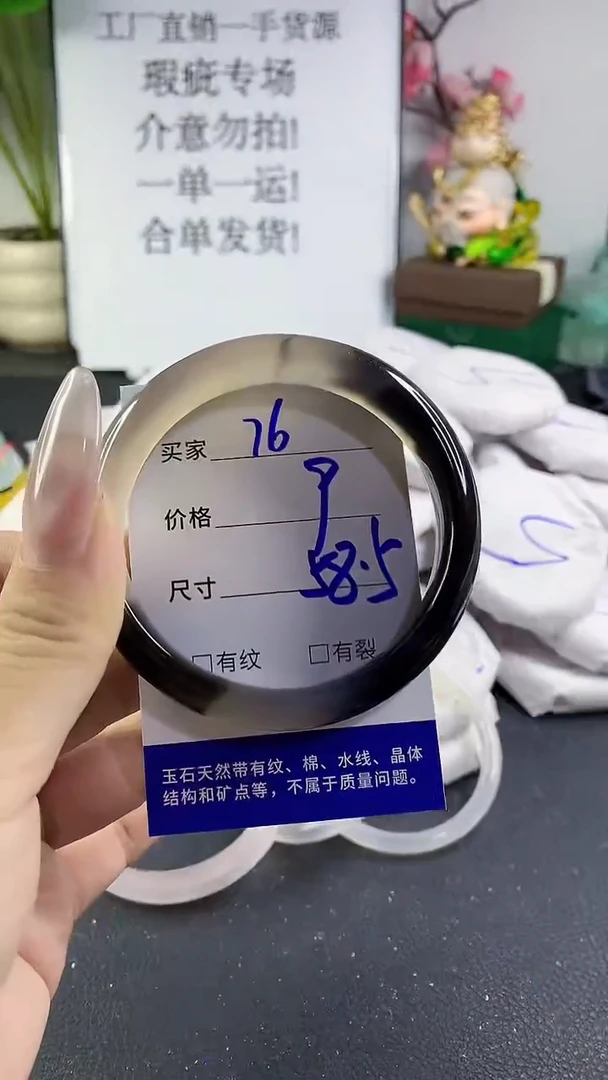 工厂直销一手货源
瑕疵专场
介意勿拍!
一单一运!
合单发货!
买家 76
价格
尺寸 58.5
□有纹 □有裂
玉石天然带有纹、棉、水线、晶体
结构和矿点等，不属于质量问题。